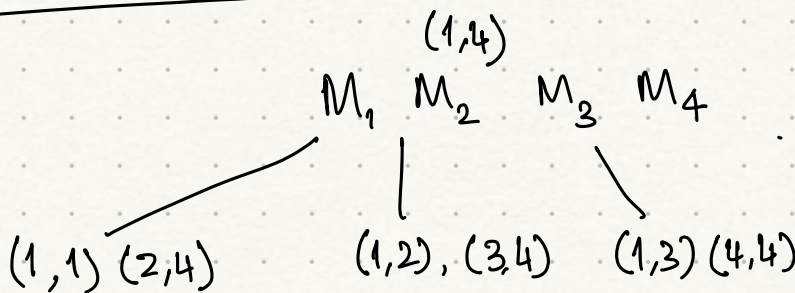 (1,4)
M₁ M₂ M₃ M₄
(1,1) (2,4) (1,2), (3,4) (1,3) (4,4)